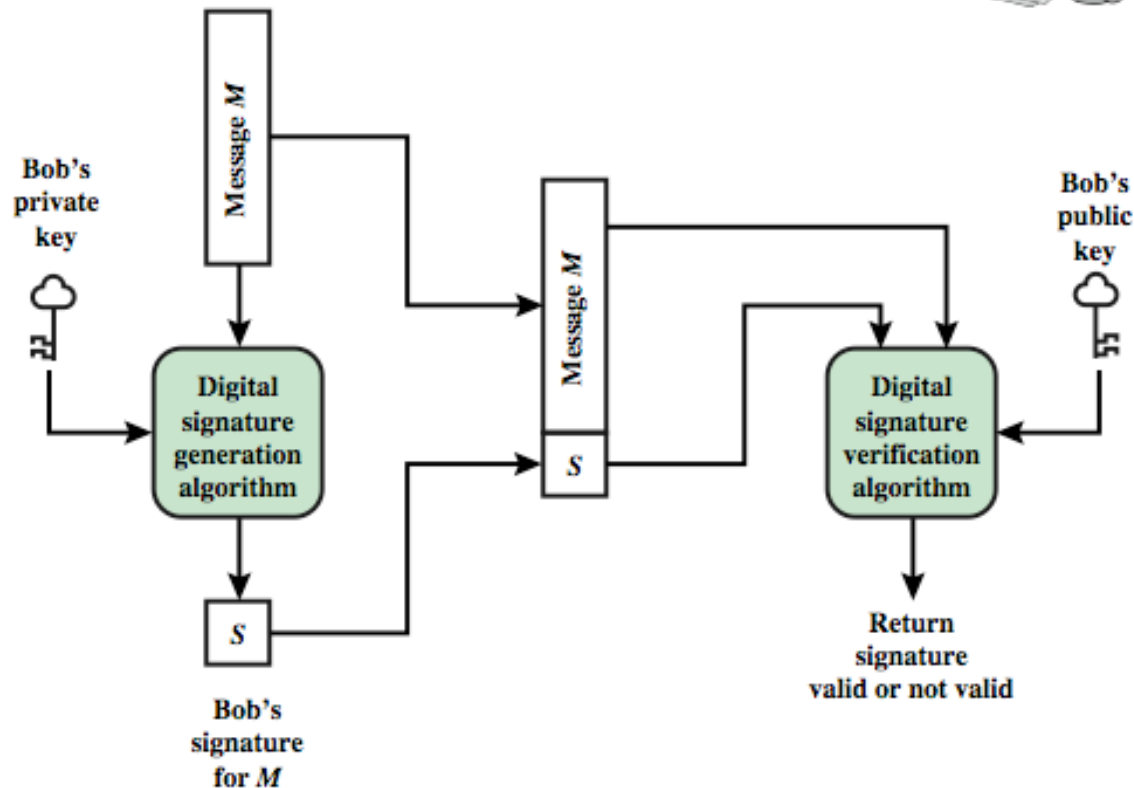 Message M
Bob's
private
key
Message M
Bob's
public
key
Digital
signature
generation
algorithm
S
Digital
signature
verification
algorithm
S
Bob's
signature
for M
Return
signature
valid or not valid